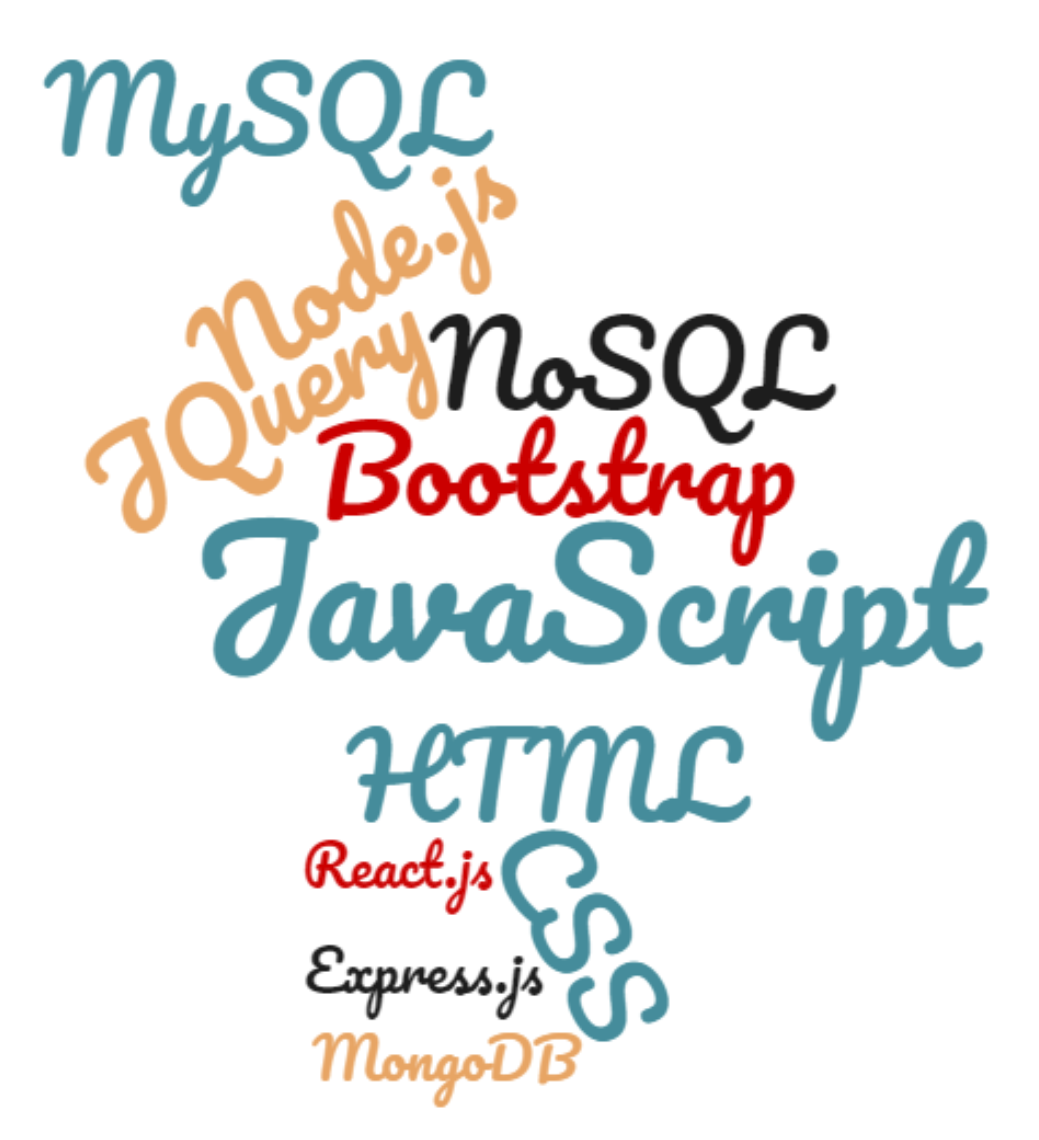 MySQL
Node.js
JQuery
NoSQL
Bootstrap
JavaScript
HTML
React.js
CSS
Express.js
MongoDB